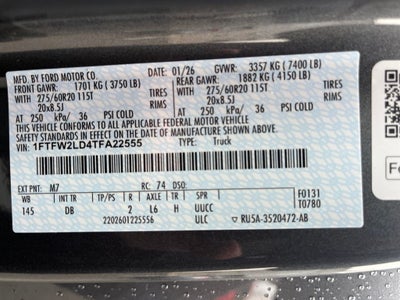 MFD. BY FORD MOTOR CO. DATE: 01/26 GVWR: 3357 KG (7400 LB)
FRONT GAWR: 1701 KG (3750 LB) REAR GAWR: 1882 KG (4150 LB)
WITH WITH
275/60R20 115T TIRES 275/60R20 115T TIRES
20x8.5J RIMS 20x8.5J RIMS
AT 250 kPa/ 36 PSI COLD AT 250 kPa/ 36 PSI COLD
THIS VEHICLE CONFORMS TO ALL APPLICABLE FEDERAL MOTOR VEHICLE
SAFETY STANDARDS IN EFFECT ON THE DATE OF MANUFACTURE SHOWN ABOVE.
VIN: 1FTFW2LD4TFA22555 TYPE: Truck
EXT PNT: M7 RC: 74 DSO:
WB INT TR TP/PS R AXLE TR SPR F0131
145 DB 2 L6 H UUCC T0780
2202601225556 ULC RU5A-3520472-AB
Fo